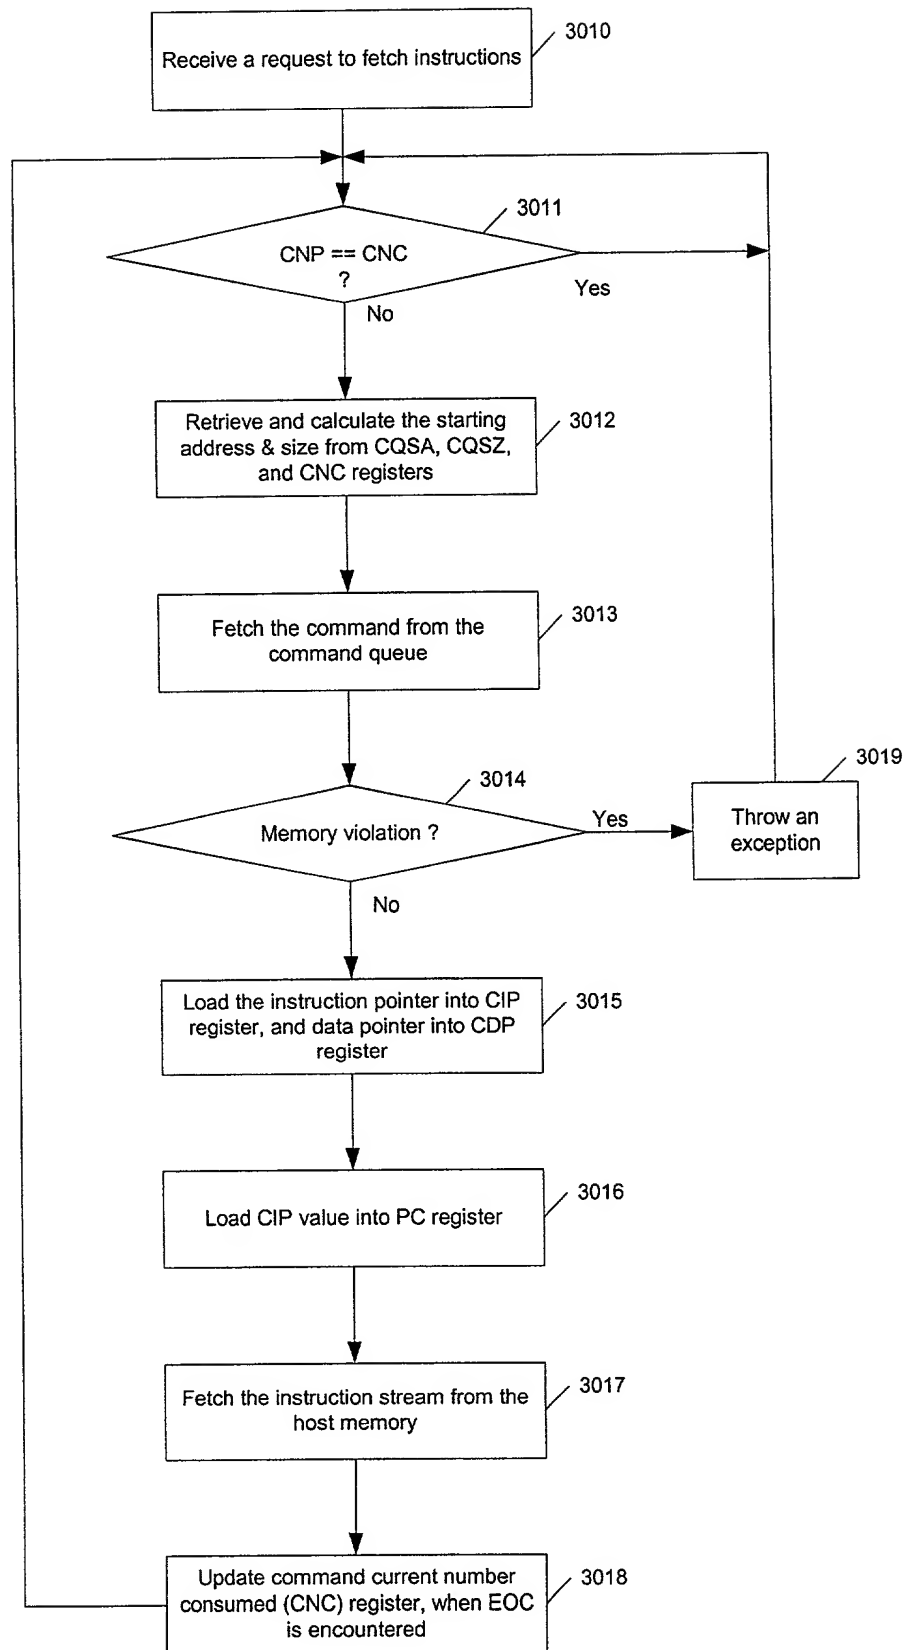 Receive a request to fetch instructions
3010
3011
CNP == CNC
?
Yes
No
Retrieve and calculate the starting
address & size from CQSA, CQSZ,
and CNC registers
3012
Fetch the command from the
command queue
3013
3014
Memory violation ?
Yes
No
3019
Throw an
exception
Load the instruction pointer into CIP
register, and data pointer into CDP
register
3015
Load CIP value into PC register
3016
Fetch the instruction stream from the
host memory
3017
Update command current number
consumed (CNC) register, when EOC
is encountered
3018